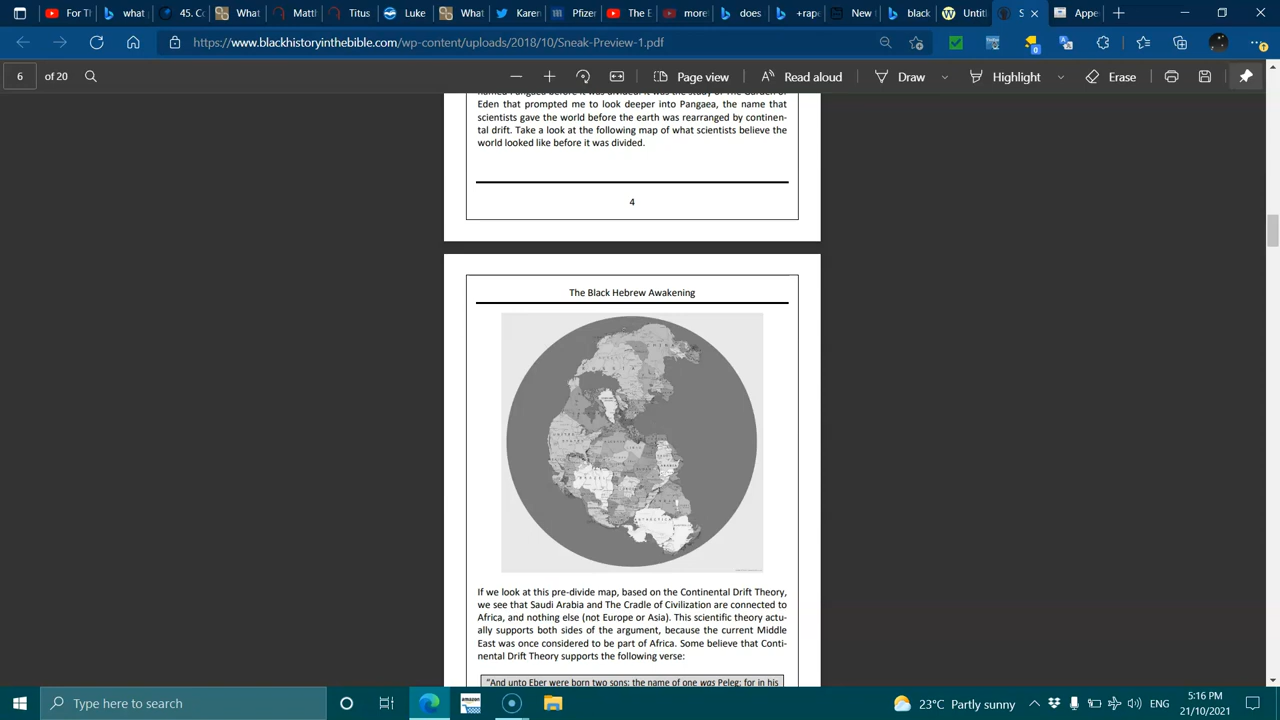 For Th
what
45. Co
What
Matti
Titus
Luke
What
Karen
Pfizer
The E
more
does
+rap
New
black
Untit
S
Appe
https://www.blackhistoryinthebible.com/wp-content/uploads/2018/10/Sneak-Preview-1.pdf
6 of 20
Page view
Read aloud
Draw
Highlight
Erase
Eden that prompted me to look deeper into Pangaea, the name that
scientists gave the world before the earth was rearranged by continen-
tal drift. Take a look at the following map of what scientists believe the
world looked like before it was divided.
4
The Black Hebrew Awakening
CHINA
BRAZIL
ANTARCTICA
If we look at this pre-divide map, based on the Continental Drift Theory,
we see that Saudi Arabia and The Cradle of Civilization are connected to
Africa, and nothing else (not Europe or Asia). This scientific theory actu-
ally supports both sides of the argument, because the current Middle
East was once considered to be part of Africa. Some believe that Conti-
nental Drift Theory supports the following verse:
"And unto Eber were born two sons: the name of one was Peleg; for in his
Type here to search
amazon
23°C Partly sunny
ENG
5:16 PM
21/10/2021